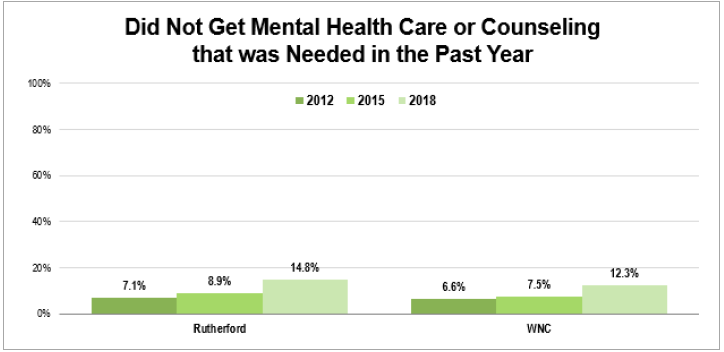 Did Not Get Mental Health Care or Counseling
that was Needed in the Past Year
100%
2012 2015 2018
80%
60%
40%
20%
0%
7.1% 8.9% 14.8% 6.6% 7.5% 12.3%
Rutherford WNC